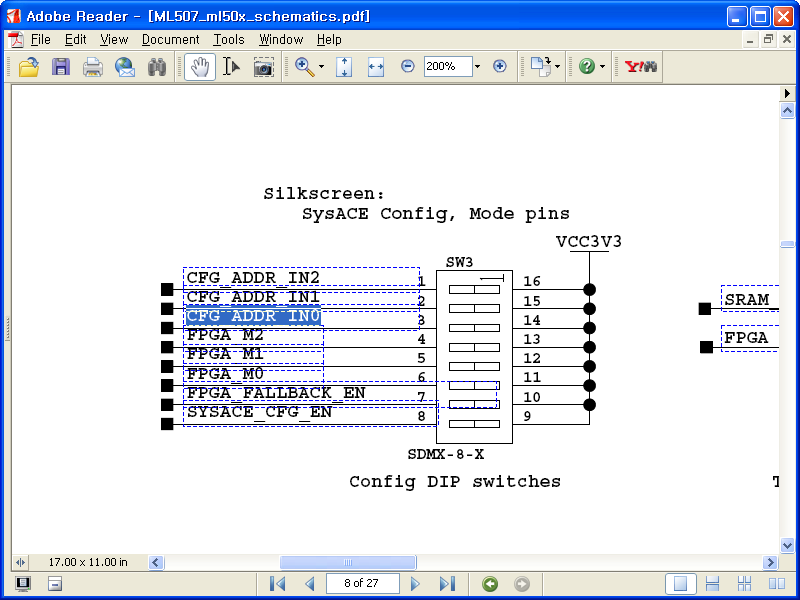 Adobe Reader - [ML507_ml50x_schematics.pdf]
File Edit View Document Tools Window Help
200%
Y!
Silkscreen:
SysACE Config, Mode pins
VCC3V3
SW3
CFG_ADDR_IN2 1 16
CFG_ADDR_IN1 2 15
CFG_ADDR_IN0 3 14
FPGA_M2 4 13
FPGA_M1 5 12
FPGA_M0 6 11
FPGA_FALLBACK_EN 7 10
SYSACE_CFG_EN 8 9
SRAM_
FPGA_
SDMX-8-X
Config DIP switches
17.00 x 11.00 in
8 of 27